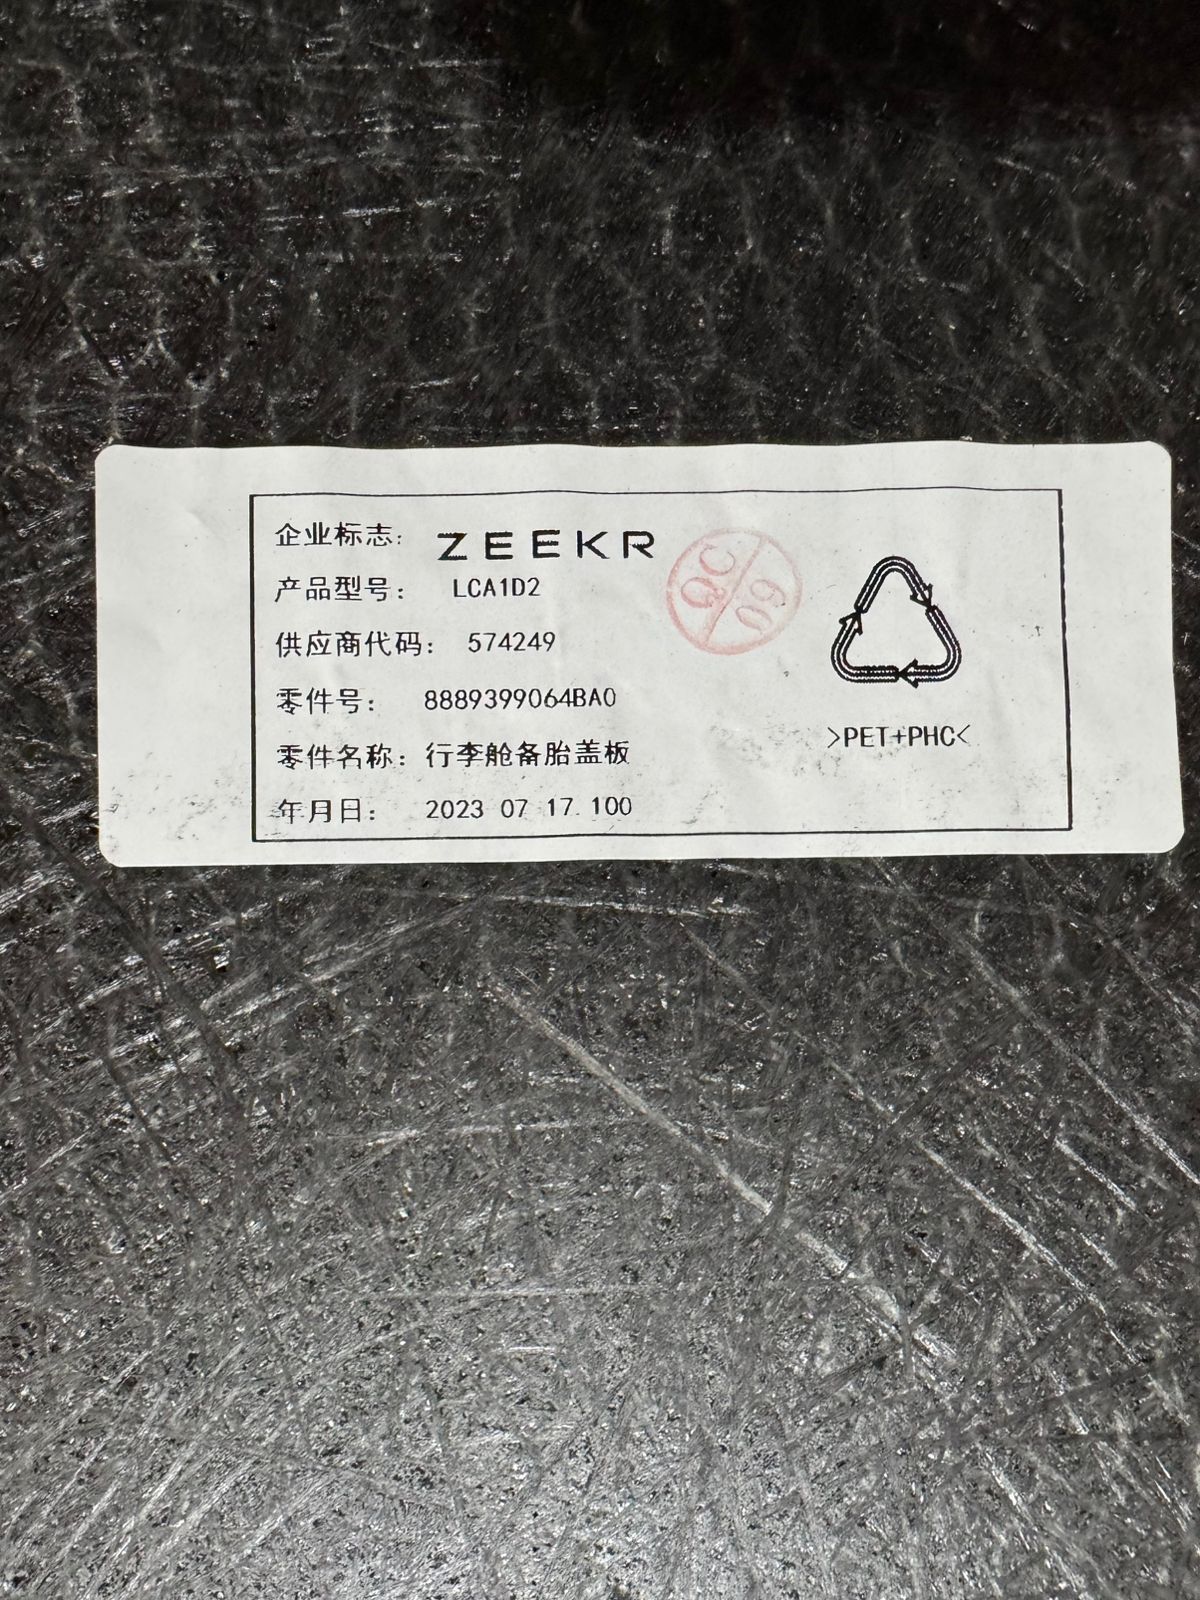 企业标志: ZEEKR
产品型号: LCA1D2
供应商代码: 574249
零件号: 8889399064BA0
零件名称: 行李舱备胎盖板
年月日: 2023 07 17 100
QC
09
>PET+PHC<